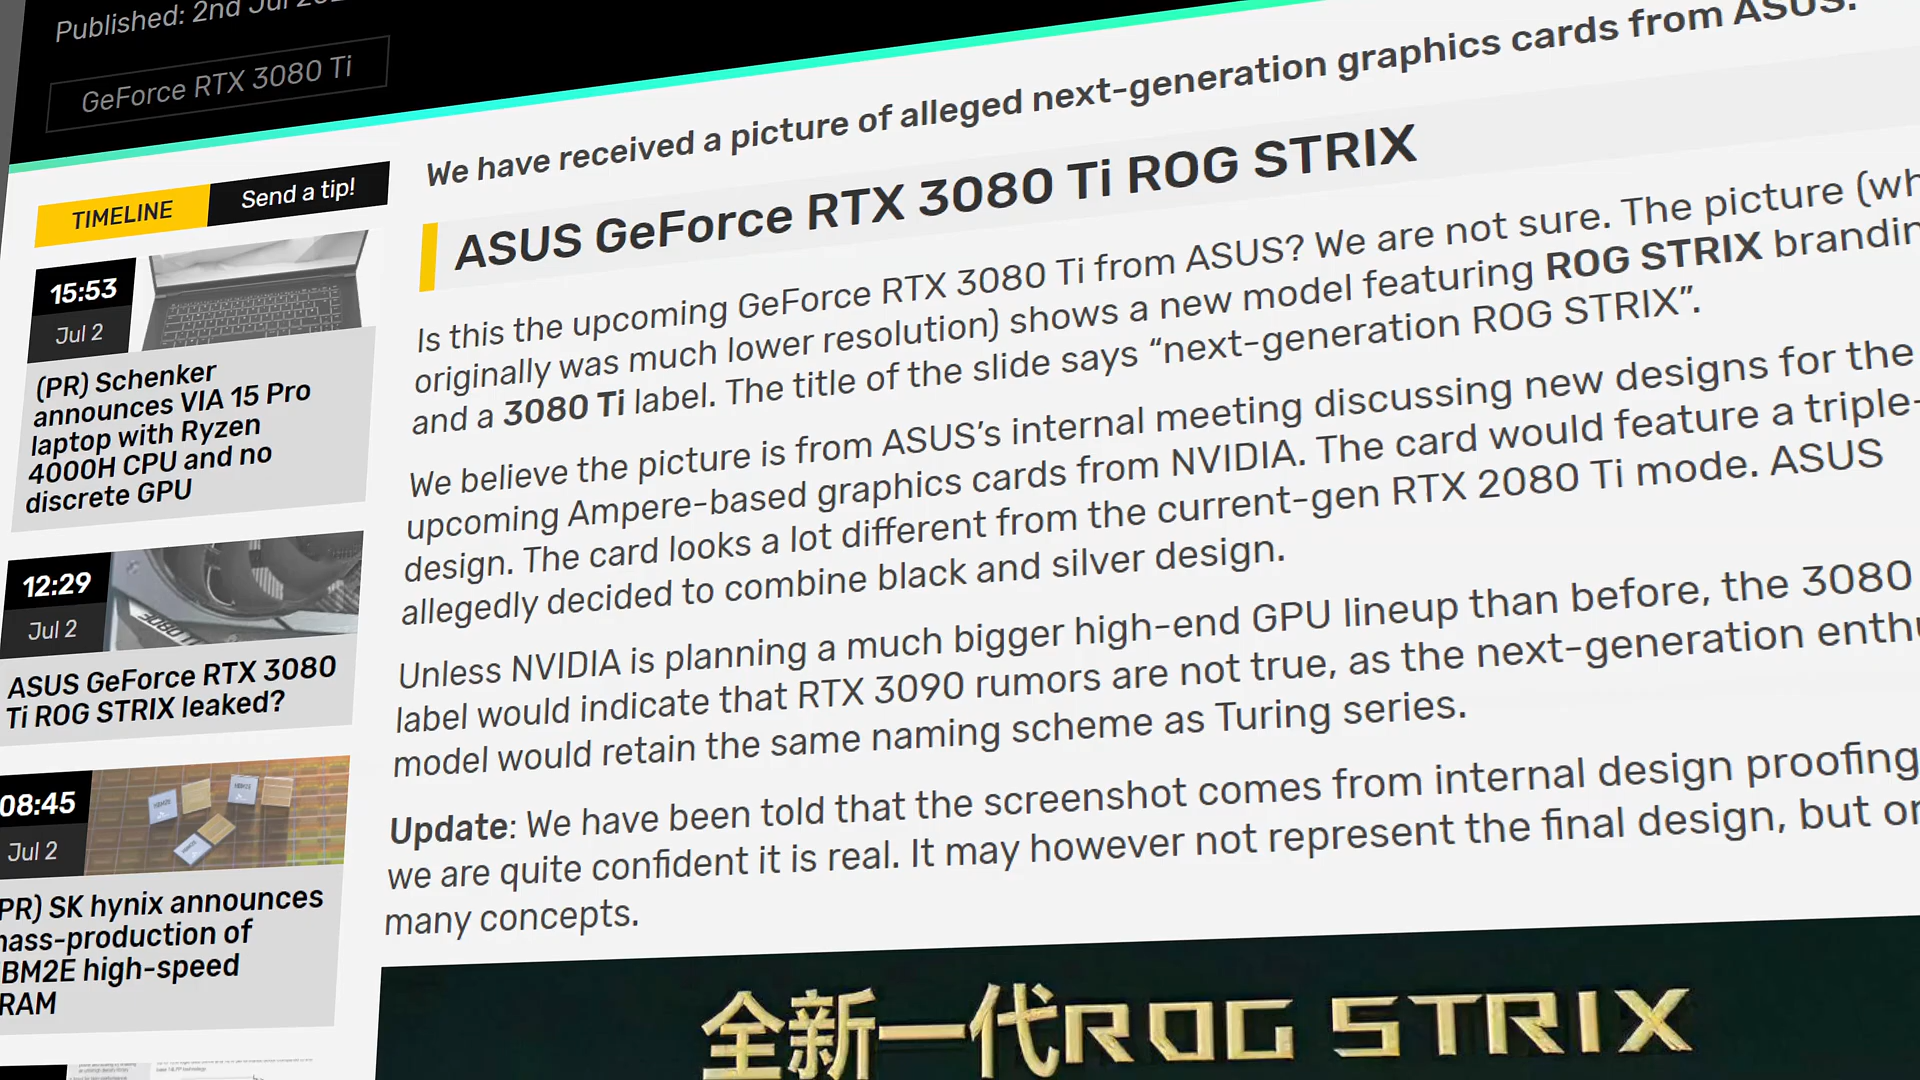 Published: 2nd Jul
GeForce RTX 3080 Ti
We have received a picture of alleged next-generation graphics cards from ASUS.
TIMELINE
Send a tip!
15:53
Jul 2
(PR) Schenker
announces VIA 15 Pro
laptop with Ryzen
4000H CPU and no
discrete GPU
12:29
Jul 2
3080 Ti
ASUS GeForce RTX 3080
Ti ROG STRIX leaked?
08:45
Jul 2
PR) SK hynix announces
mass-production of
BM2E high-speed
RAM
ASUS GeForce RTX 3080 Ti ROG STRIX
Is this the upcoming GeForce RTX 3080 Ti from ASUS? We are not sure. The picture (wh
originally was much lower resolution) shows a new model featuring ROG STRIX brandin
and a 3080 Ti label. The title of the slide says “next-generation ROG STRIX”.
We believe the picture is from ASUS’s internal meeting discussing new designs for the
upcoming Ampere-based graphics cards from NVIDIA. The card would feature a triple-
design. The card looks a lot different from the current-gen RTX 2080 Ti mode. ASUS
allegedly decided to combine black and silver design.
Unless NVIDIA is planning a much bigger high-end GPU lineup than before, the 3080
label would indicate that RTX 3090 rumors are not true, as the next-generation enthu
model would retain the same naming scheme as Turing series.
Update: We have been told that the screenshot comes from internal design proofing
we are quite confident it is real. It may however not represent the final design, but or
many concepts.
全新一代ROG STRIX